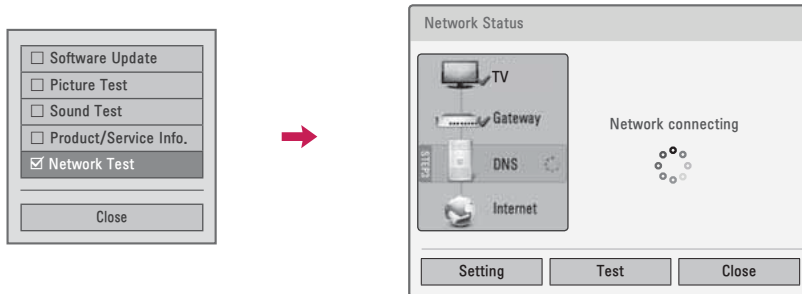 Software Update
Picture Test
Sound Test
Product/Service Info.
Network Test
Close
Network Status
TV
Gateway
STEP3
DNS
Internet
Network connecting
Setting
Test
Close